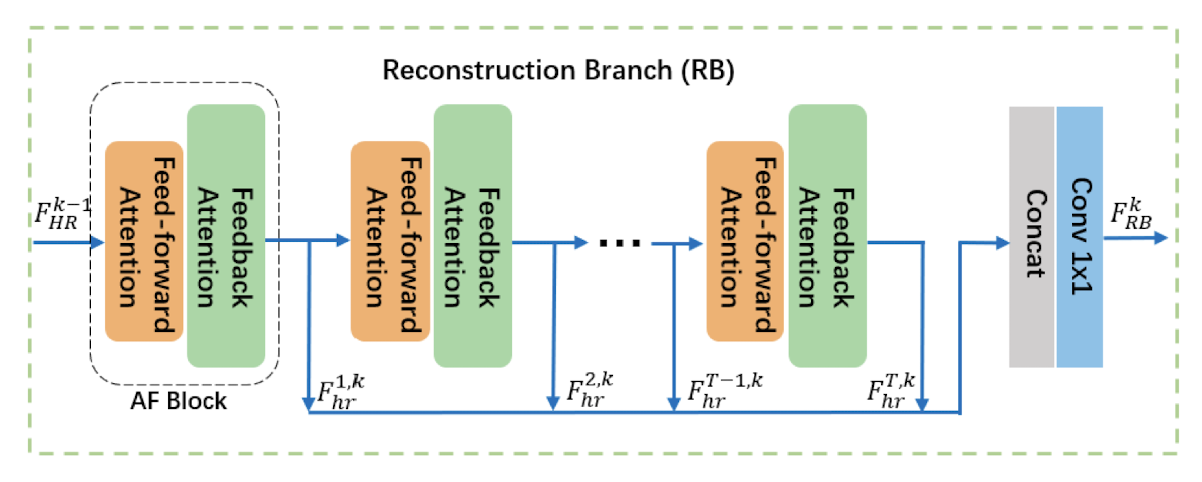 Reconstruction Branch (RB)
F_{HR}^{k-1}
Feed-forward
Attention
Feedback
Attention
AF Block
F_{hr}^{1,k}
Feed-forward
Attention
Feedback
Attention
F_{hr}^{2,k}
...
F_{hr}^{T-1,k}
Feed-forward
Attention
Feedback
Attention
F_{hr}^{T,k}
Concat
Conv 1x1
F_{RB}^{k}